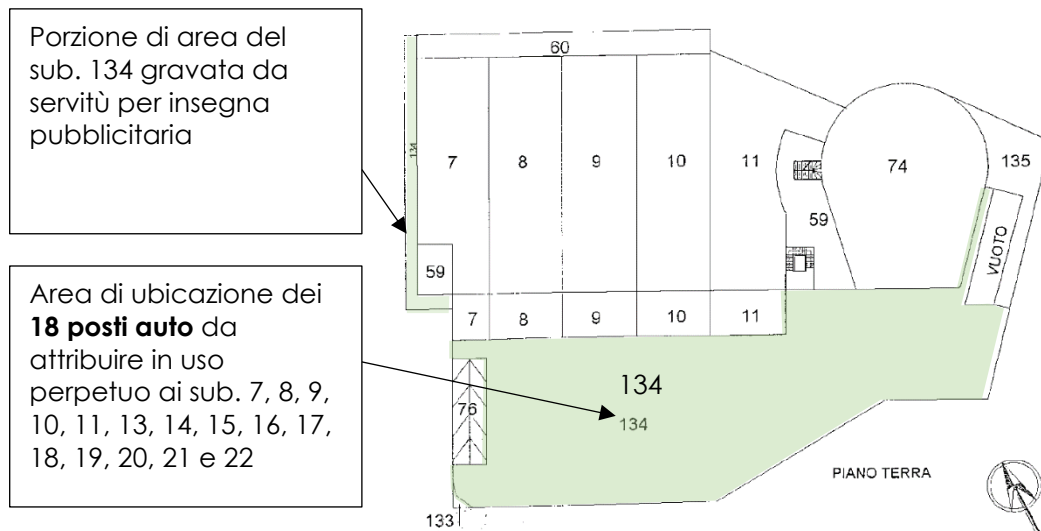 Porzione di area del
sub. 134 gravata da
servitù per insegna
pubblicitaria
Area di ubicazione dei
18 posti auto da
attribuire in uso
perpetuo ai sub. 7, 8, 9,
10, 11, 13, 14, 15, 16, 17,
18, 19, 20, 21 e 22
60
134
7 8 9 10 11 74 135
59
59
VUOTO
7 8 9 10 11
134
76
134
PIANO TERRA
133